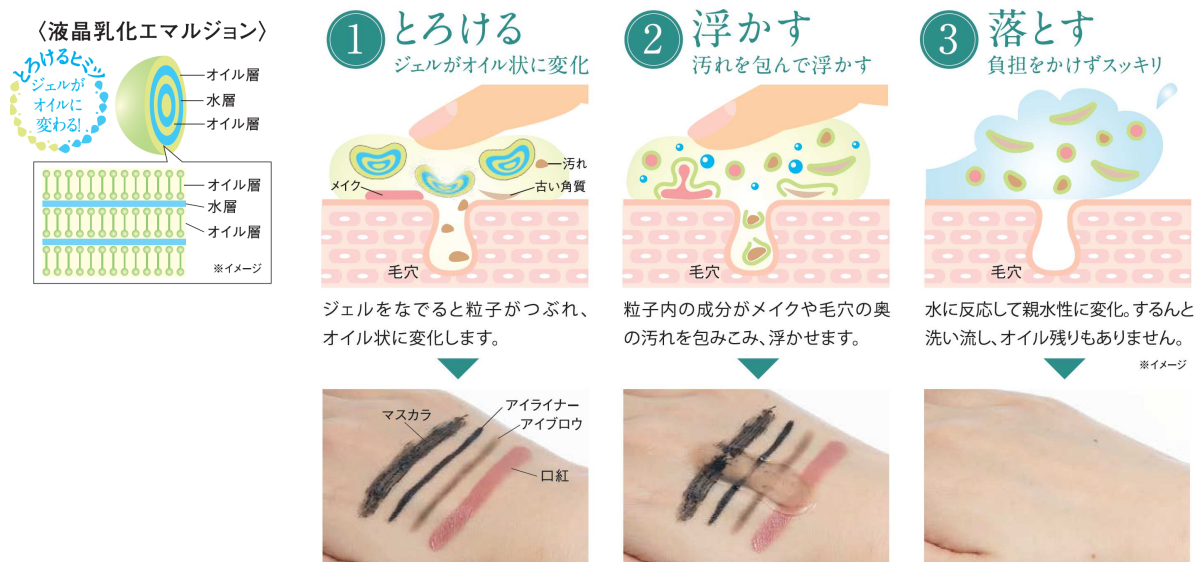 〈液晶乳化エマルジョン〉
とろけるヒミツ
ジェルが
オイルに
変わる!
オイル層
水層
オイル層
オイル層
水層
オイル層
※イメージ
1 とろける
ジェルがオイル状に変化
汚れ
メイク
古い角質
毛穴
ジェルをなでると粒子がつぶれ、
オイル状に変化します。
マスカラ
アイライナー
アイブロウ
口紅
2 浮かす
汚れを包んで浮かす
毛穴
粒子内の成分がメイクや毛穴の奥
の汚れを包みこみ、浮かせます。
3 落とす
負担をかけずスッキリ
毛穴
水に反応して親水性に変化。するんと
洗い流し、オイル残りもありません。
※イメージ